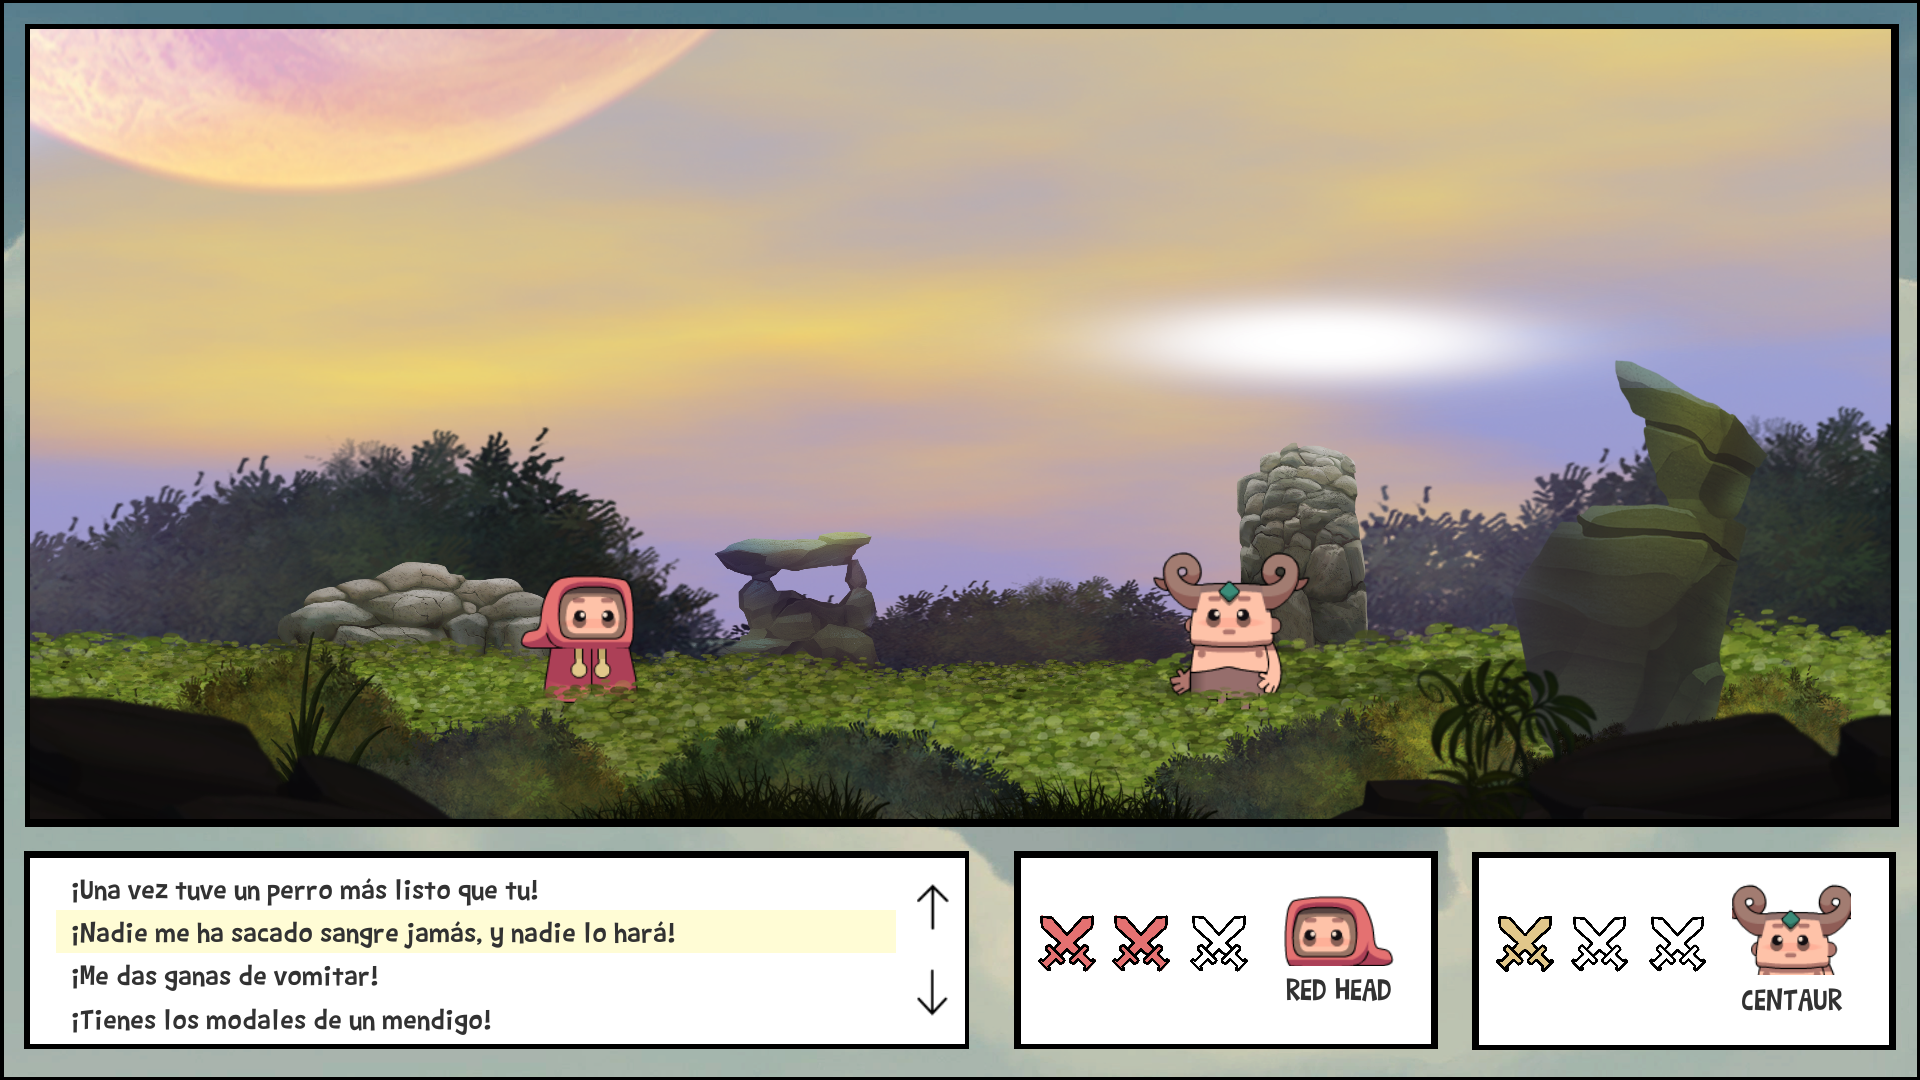 ¡Una vez tuve un perro más listo que tu!
¡Nadie me ha sacado sangre jamás, y nadie lo hará!
¡Me das ganas de vomitar!
¡Tienes los modales de un mendigo!
RED HEAD
CENTAUR